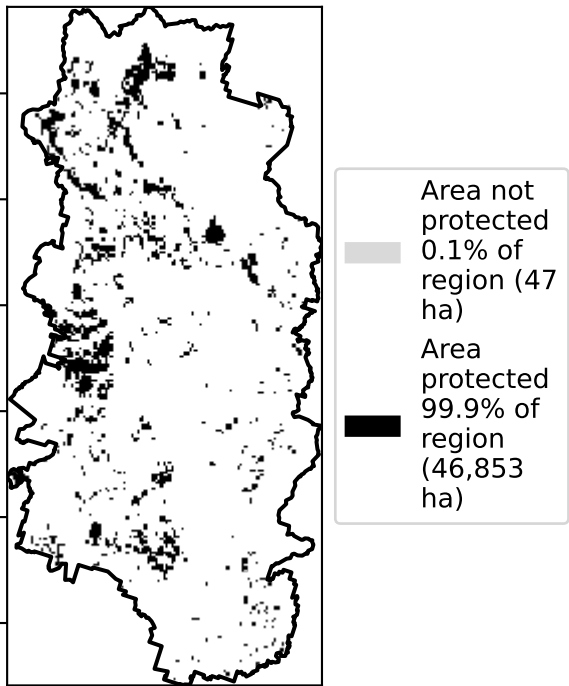 Area not
protected
0.1% of
region (47
ha)
Area
protected
99.9% of
region
(46,853
ha)